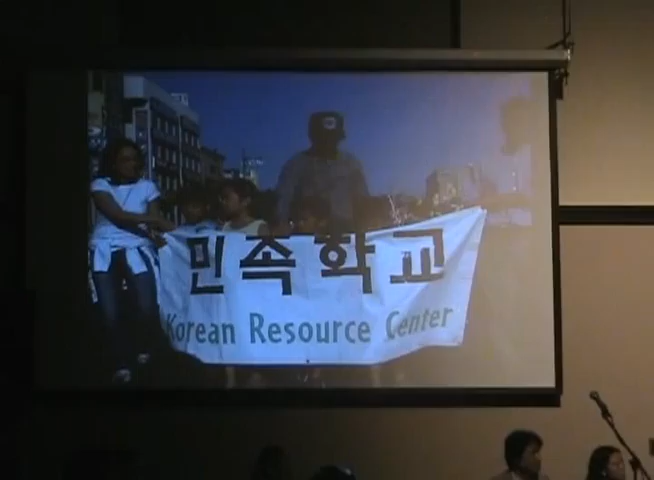 민족학교
Korean Resource Center